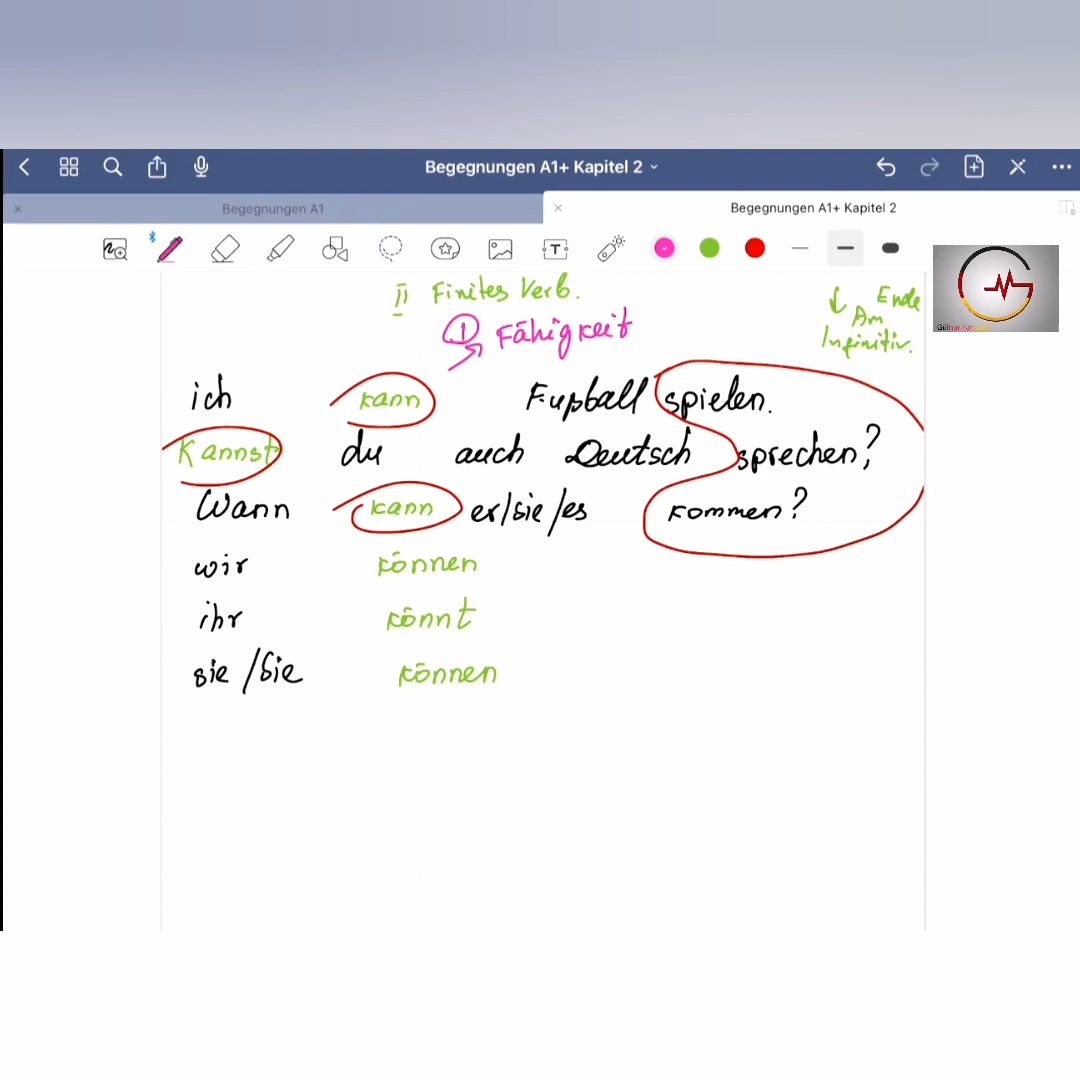 Begegnungen A1+ Kapitel 2
Begegnungen A1
Begegnungen A1+ Kapitel 2
II Finites Verb.
↓ Ende
Am
Infinitiv.
① Fähigkeit
ich kann Fußball spielen.
Kannst du auch Deutsch sprechen?
Wann kann er/sie/es kommen?
wir können
ihr könnt
sie/Sie können